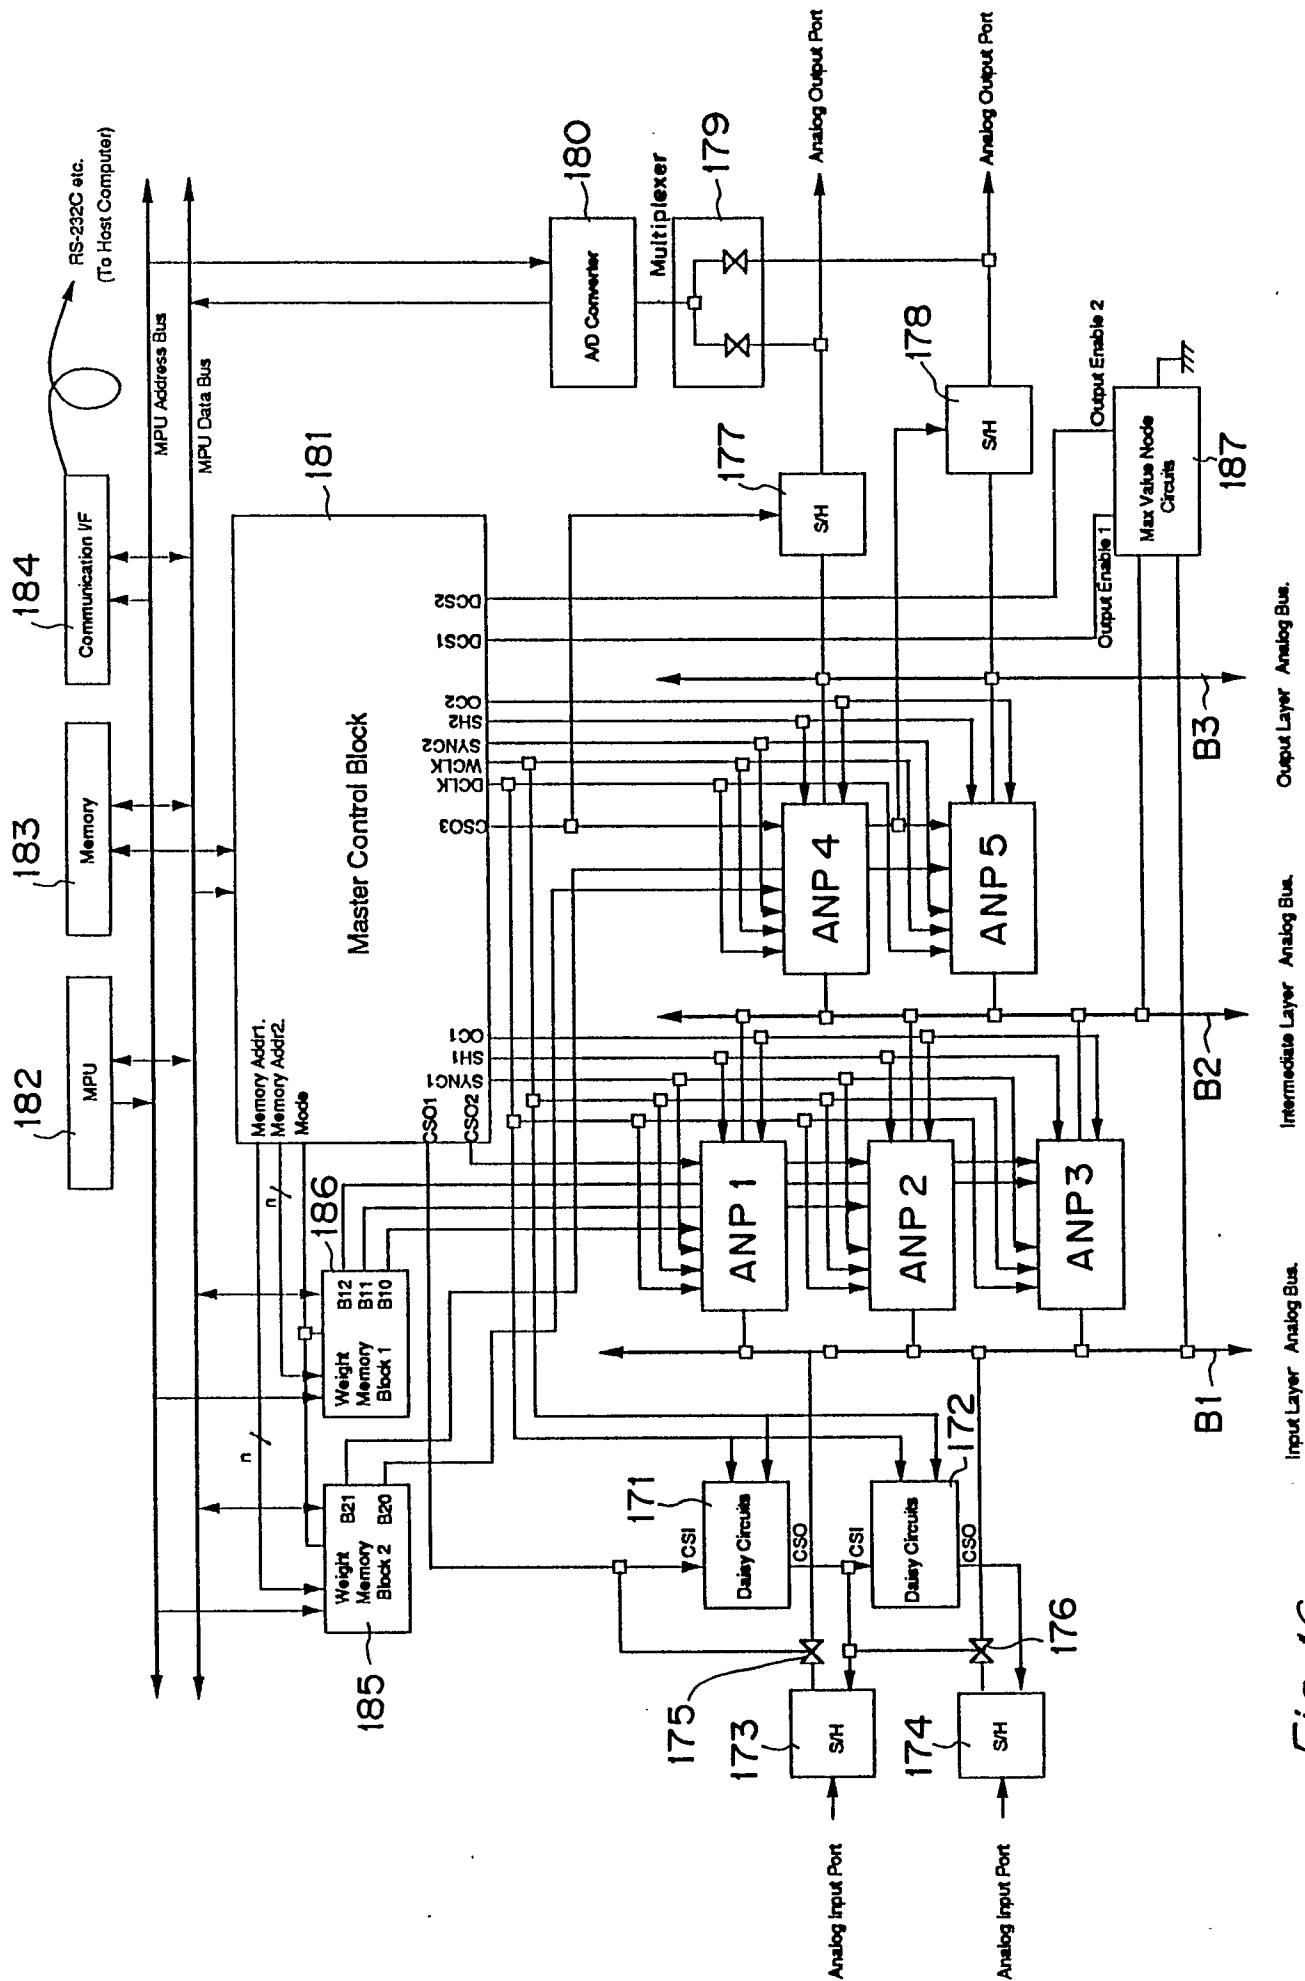 184
Communication I/F
RS-232C etc.
(To Host Computer)
183
Memory
182
MPU
MPU Address Bus
MPU Data Bus
181
Master Control Block
Memory Addr1.
Memory Addr2.
Mode
CSO1
CSO2
SYNC1
SH1
OC1
CSO3
DCLK
WCLK
SYNC2
SH2
OC2
DCS1
DCS2
n
n
186
Weight
Memory
Block 1
B12
B11
B10
185
Weight
Memory
Block 2
B21
B20
180
A/D Converter
Multiplexer
179
177
S/H
Analog Output Port
178
S/H
Analog Output Port
Output Enable 1
Output Enable 2
Max Value Node
Circuits
187
ANP 4
ANP 5
ANP 1
ANP 2
ANP 3
171
CSI
Daisy Circuits
CSO
172
CSI
Daisy Circuits
CSO
175
176
173
S/H
Analog Input Port
174
S/H
Analog Input Port
B1
B2
B3
Input Layer Analog Bus.
Intermediate Layer Analog Bus.
Output Layer Analog Bus.